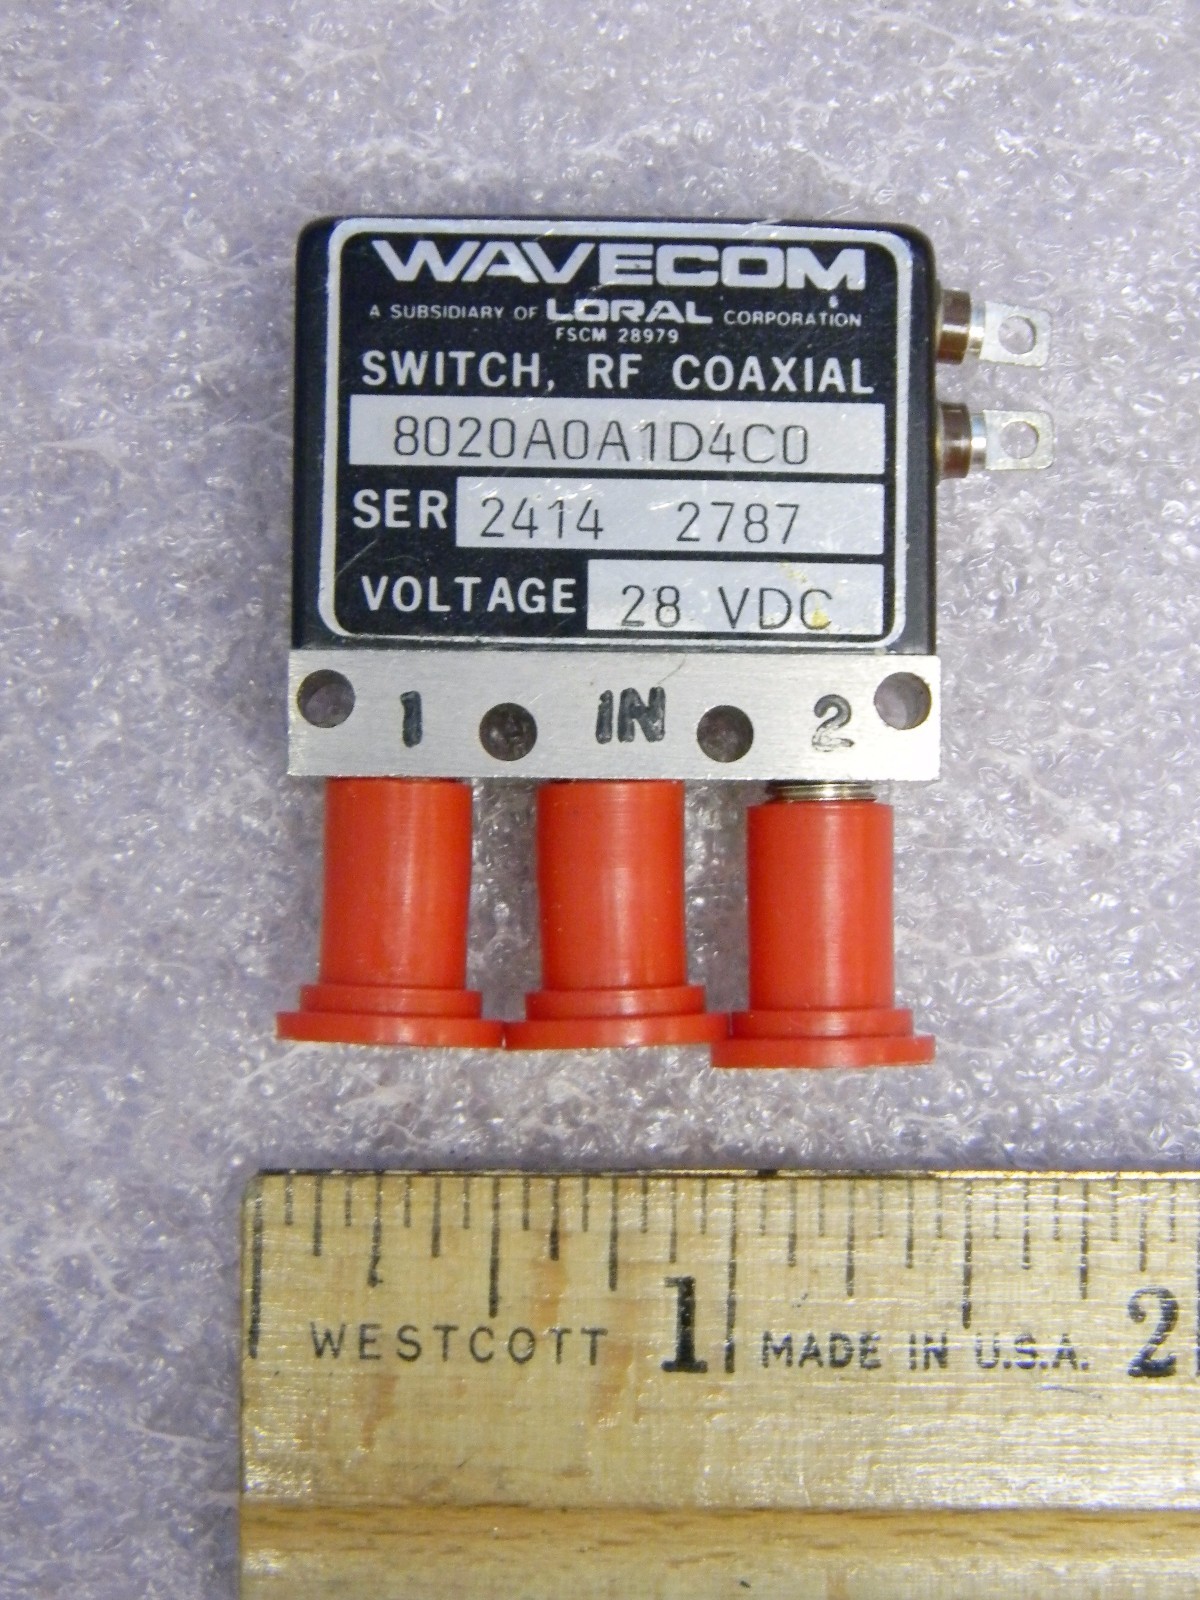 WAVECOM
A SUBSIDIARY OF LORAL CORPORATION
FSCM 28979
SWITCH, RF COAXIAL
8020A0A1D4C0
SER 2414 2787
VOLTAGE 28 VDC
1 IN 2
WESTCOTT 1 MADE IN U.S.A. 2